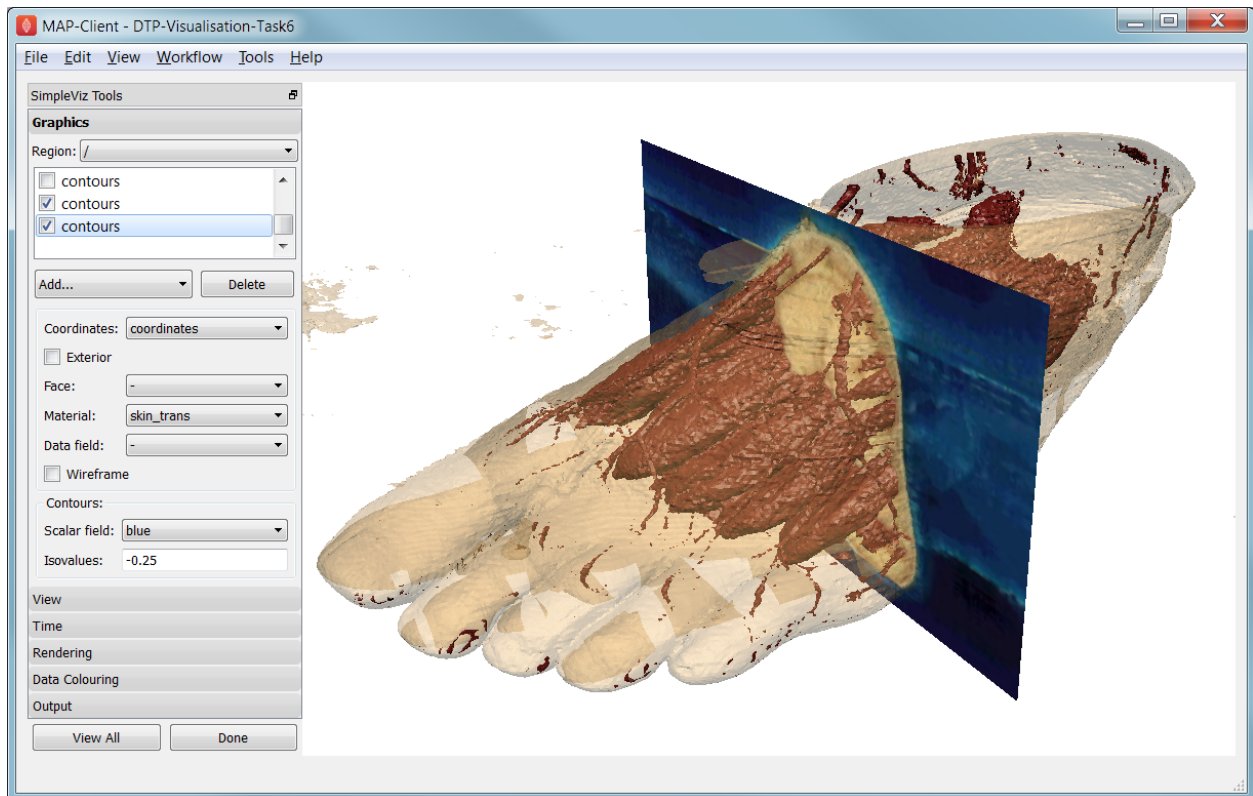 MAP-Client - DTP-Visualisation-Task6
File Edit View Workflow Tools Help
SimpleViz Tools
Graphics
Region: /
contours
contours
contours
Add... Delete
Coordinates: coordinates
Exterior
Face: -
Material: skin_trans
Data field: -
Wireframe
Contours:
Scalar field: blue
Isovalues: -0.25
View
Time
Rendering
Data Colouring
Output
View All Done